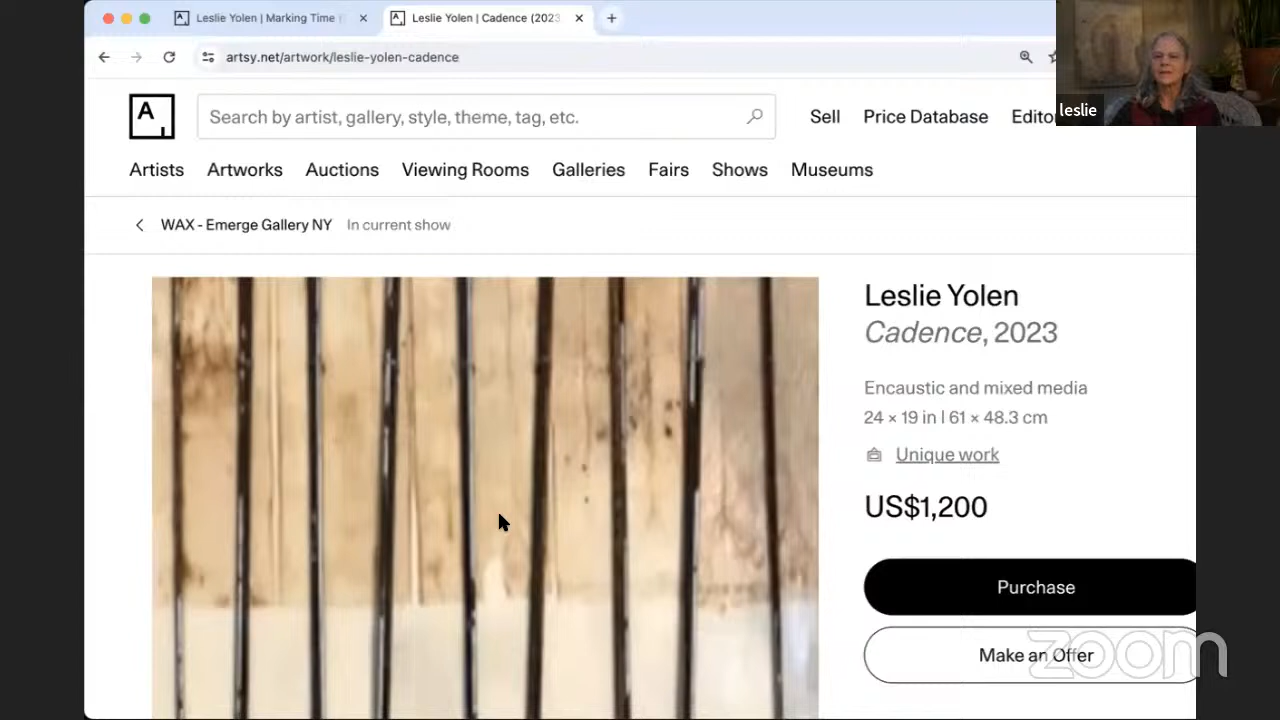 Leslie Yolen | Marking Time
Leslie Yolen | Cadence (2023
artsy.net/artwork/leslie-yolen-cadence
leslie
A
Search by artist, gallery, style, theme, tag, etc.
Sell Price Database Edito
Artists Artworks Auctions Viewing Rooms Galleries Fairs Shows Museums
WAX - Emerge Gallery NY In current show
Leslie Yolen
Cadence, 2023
Encaustic and mixed media
24 × 19 in | 61 × 48.3 cm
Unique work
US$1,200
Purchase
Make an Offer
zoom